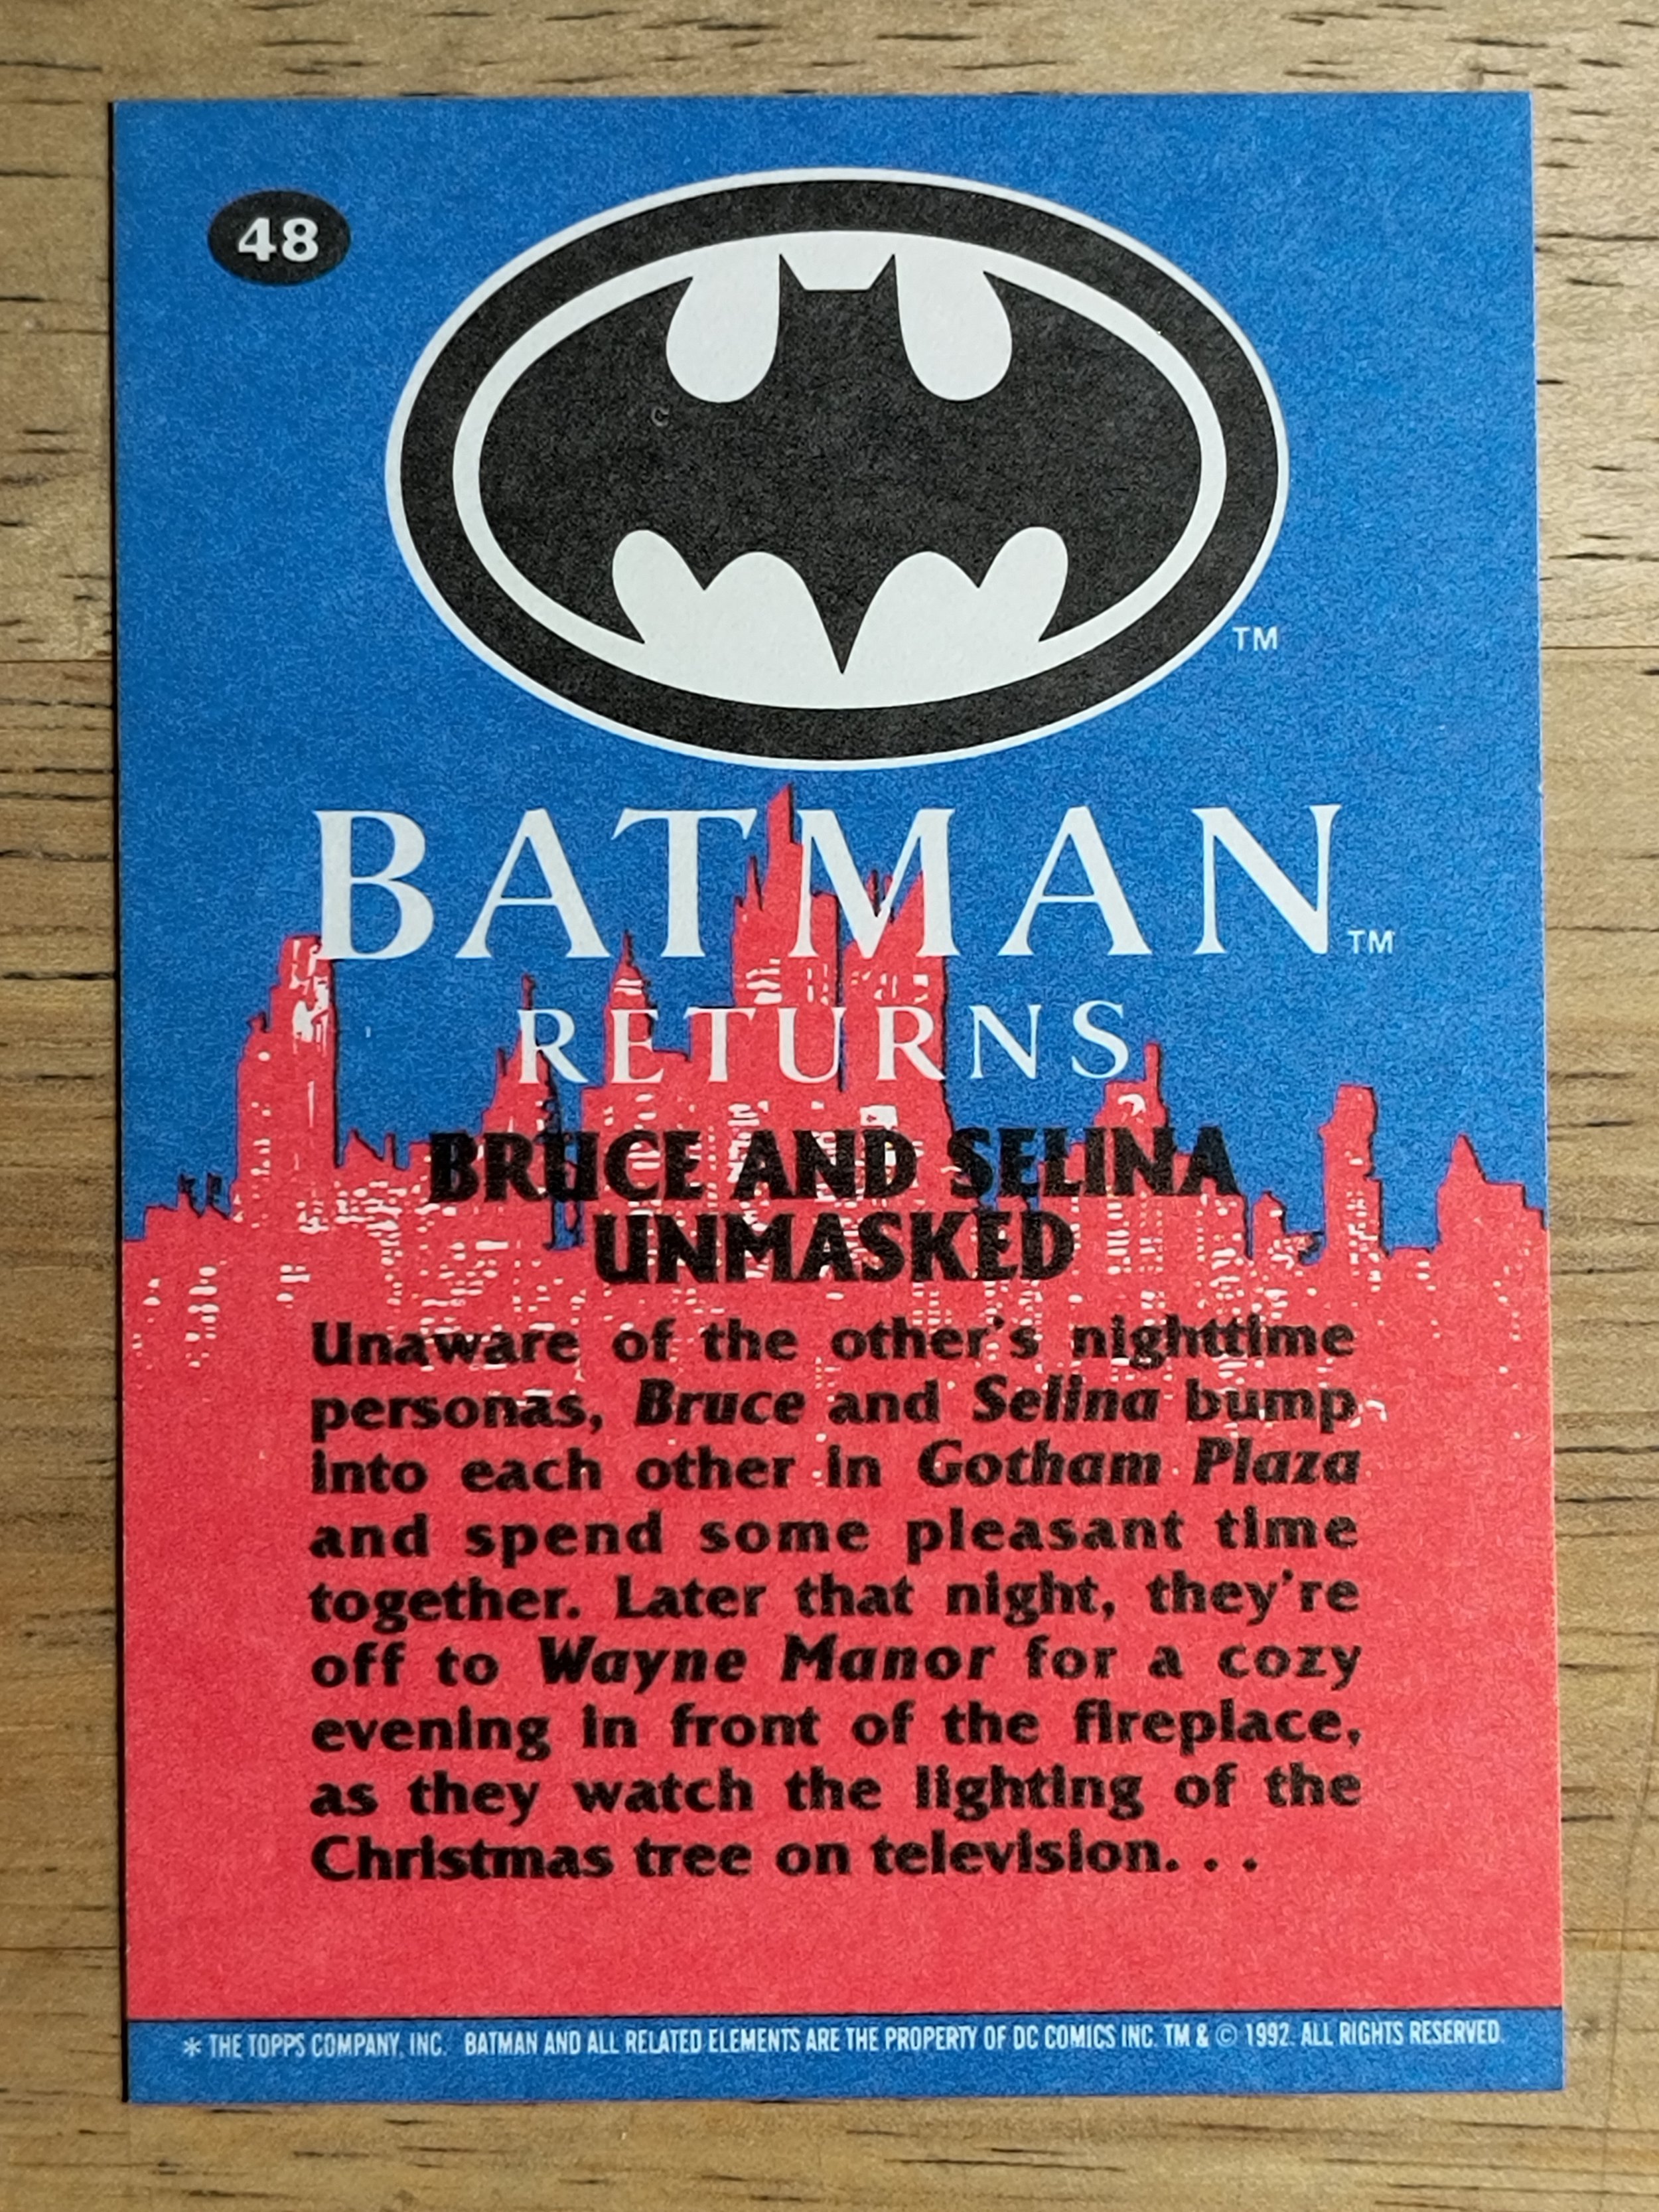 48
TM
BATMAN TM
RETURNS
BRUCE AND SELINA
UNMASKED
Unaware of the other's nighttime
personas, Bruce and Selina bump
into each other in Gotham Plaza
and spend some pleasant time
together. Later that night, they're
off to Wayne Manor for a cozy
evening in front of the fireplace,
as they watch the lighting of the
Christmas tree on television. . .
* THE TOPPS COMPANY, INC. BATMAN AND ALL RELATED ELEMENTS ARE THE PROPERTY OF DC COMICS INC. TM & © 1992. ALL RIGHTS RESERVED.